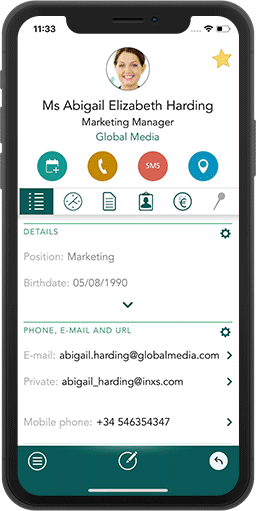 11:33
Ms Abigail Elizabeth Harding
Marketing Manager
Global Media
SMS
DETAILS
Position: Marketing
Birthdate: 05/08/1990
PHONE, E-MAIL AND URL
E-mail: abigail.harding@globalmedia.com
Private: abigail_harding@inxs.com
Mobile phone: +34 546354347